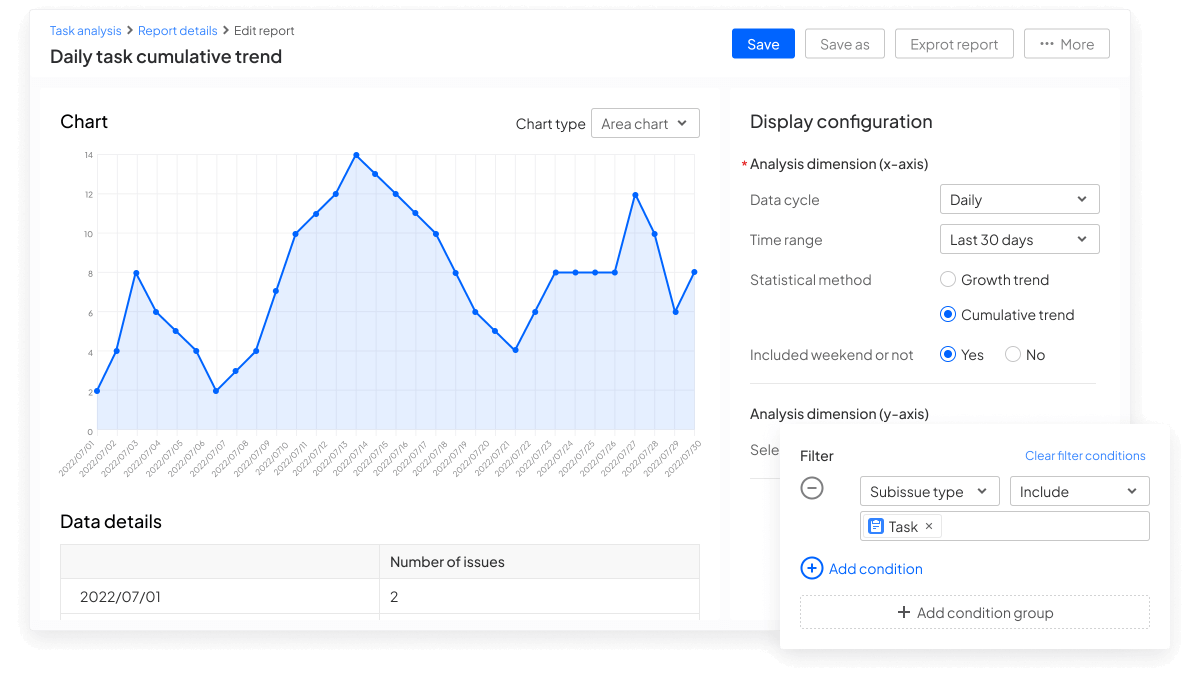 Task analysis > Report details > Edit report
Daily task cumulative trend
Save
Save as
Exprot report
··· More
Chart
Chart type
Area chart
14
12
10
8
6
4
2
0
2022/07/01
2022/07/02
2022/07/03
2022/07/04
2022/07/05
2022/07/06
2022/07/07
2022/07/08
2022/07/09
2022/07/10
2022/07/11
2022/07/12
2022/07/13
2022/07/14
2022/07/15
2022/07/16
2022/07/17
2022/07/18
2022/07/19
2022/07/20
2022/07/21
2022/07/22
2022/07/23
2022/07/24
2022/07/25
2022/07/26
2022/07/27
2022/07/28
2022/07/29
2022/07/30
Data details
Number of issues
2022/07/01 2
Display configuration
* Analysis dimension (x-axis)
Data cycle Daily
Time range Last 30 days
Statistical method Growth trend
Cumulative trend
Included weekend or not Yes No
Analysis dimension (y-axis)
Sele
Filter Clear filter conditions
Subissue type Include
Task ×
Add condition
+ Add condition group